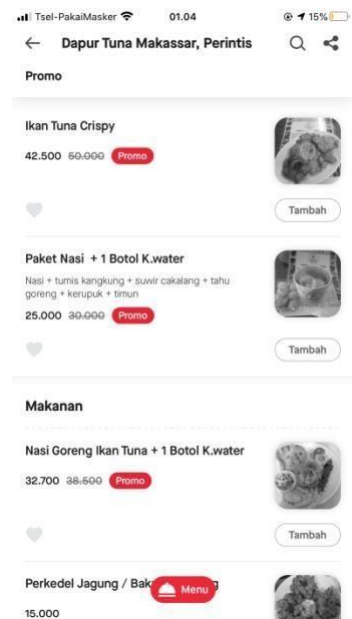 Tsel-PakaiMasker 01.04 15%
Dapur Tuna Makassar, Perintis
Promo
Ikan Tuna Crispy
42.500 50.000 Promo
Tambah
Paket Nasi + 1 Botol K.water
Nasi + tumis kangkung + suwir cakalang + tahu
goreng + kerupuk + timun
25.000 30.000 Promo
Tambah
Makanan
Nasi Goreng Ikan Tuna + 1 Botol K.water
32.700 38.500 Promo
Tambah
Perkedel Jagung /
Menu
15.000